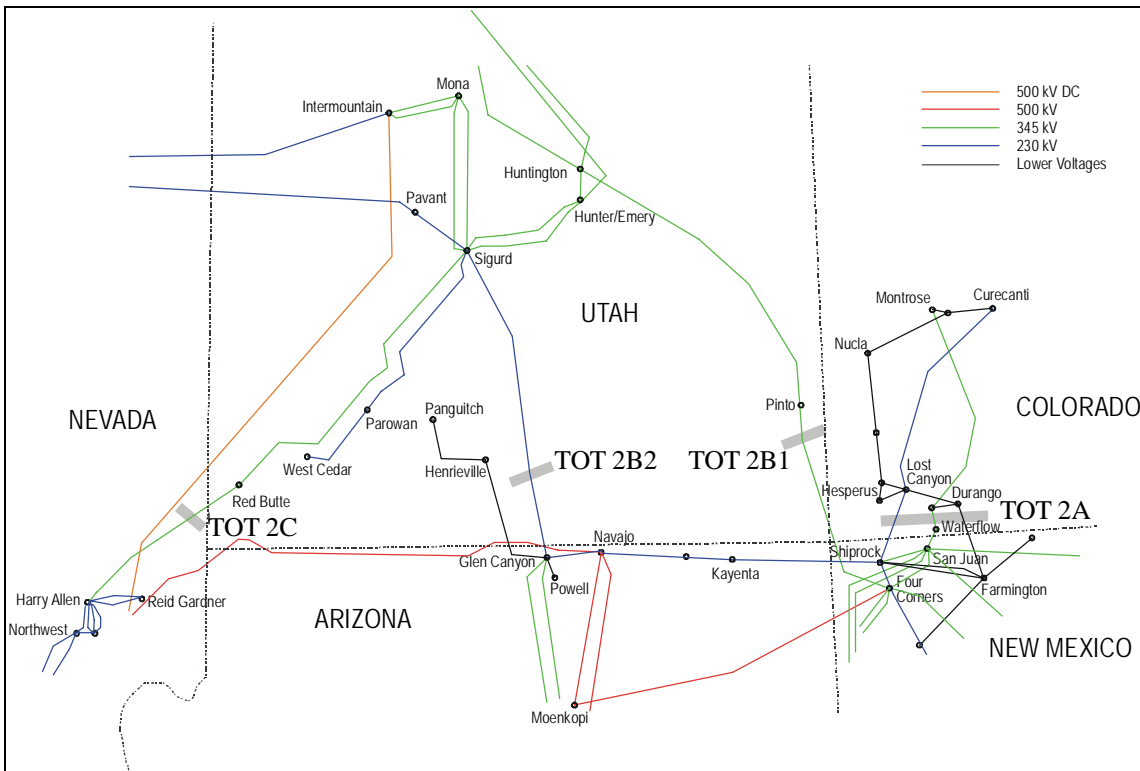 Mona
Intermountain
500 kV DC
500 kV
345 kV
230 kV
Lower Voltages
Huntington
Pavant
Hunter/Emery
Sigurd
UTAH
Montrose
Curecanti
Nucla
NEVADA
Pinto
COLORADO
Panguitch
Parowan
West Cedar
Henrieville
TOT 2B2
TOT 2B1
Lost
Canyon
Hesperus
Durango
Red Butte
TOT 2C
TOT 2A
Waterflow
Navajo
Glen Canyon
Shiprock
San Juan
Kayenta
Powell
Four
Corners
Farmington
Harry Allen
Reid Gardner
ARIZONA
Northwest
NEW MEXICO
Moenkopi